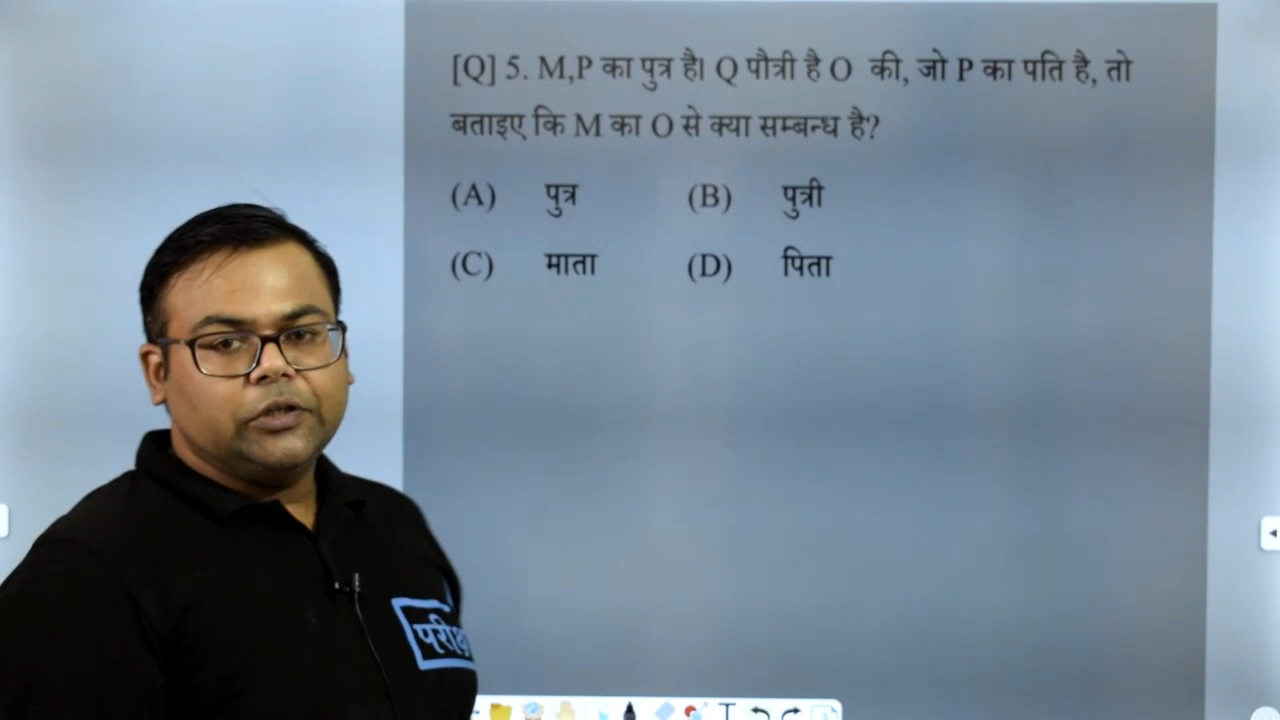 [Q] 5. M,P का पुत्र है। Q पौत्री है O की, जो P का पति है, तो
बताइए कि M का O से क्या सम्बन्ध है?
(A) पुत्र (B) पुत्री
(C) माता (D) पिता